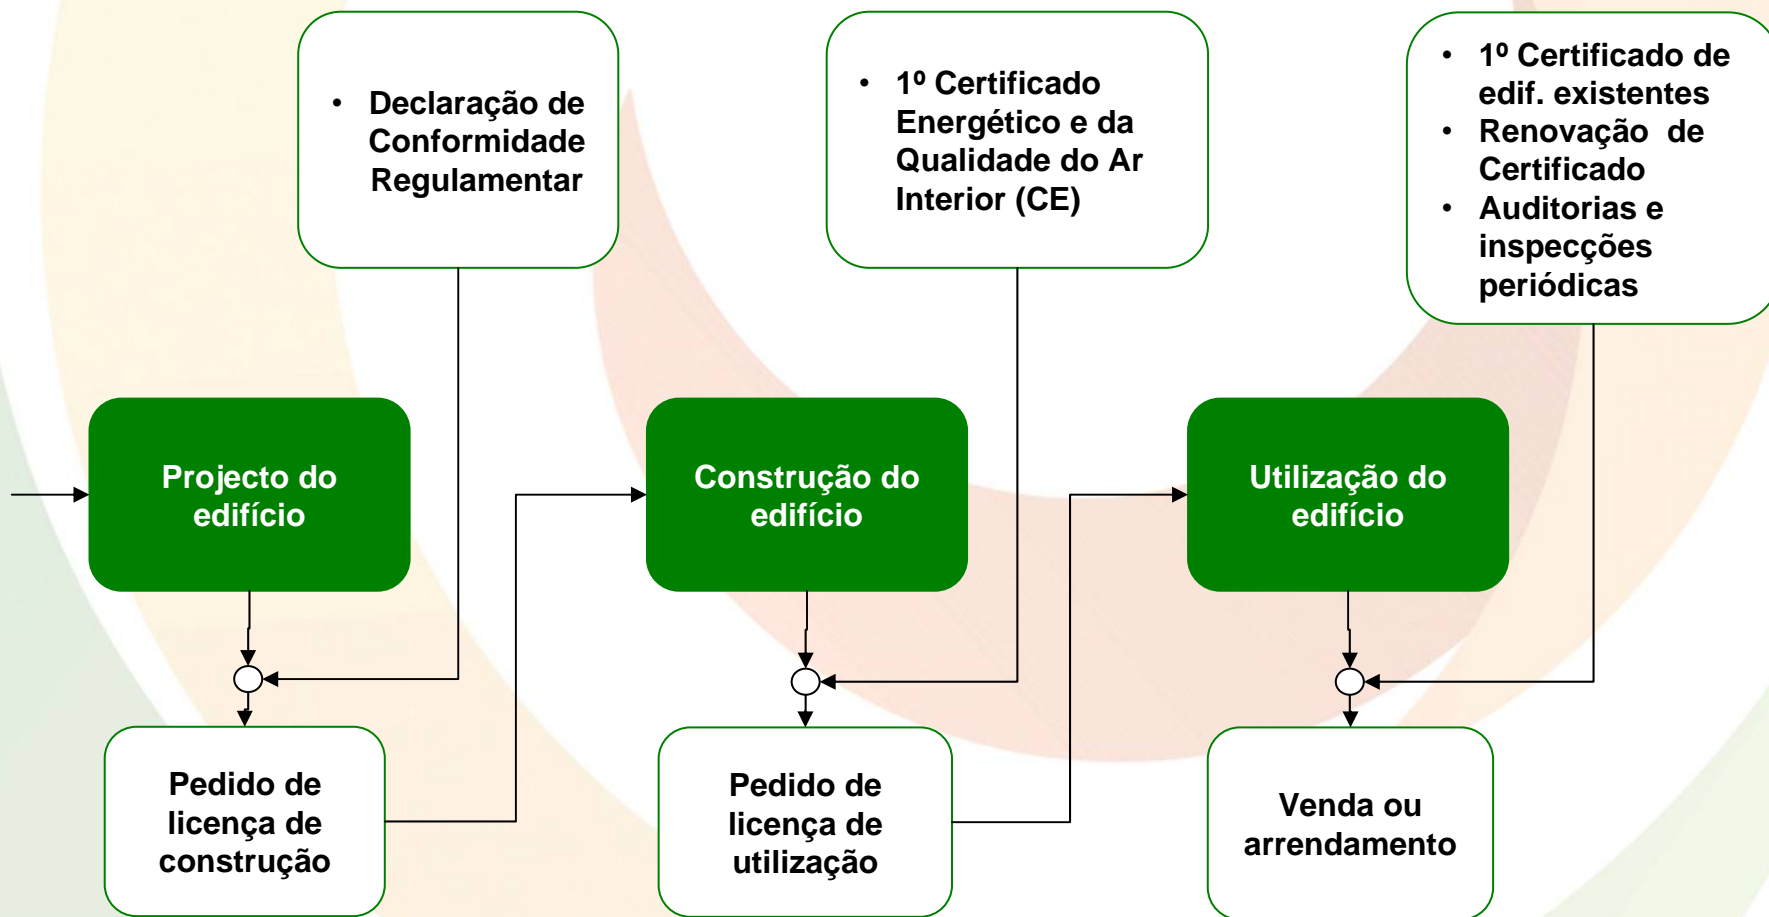 • Declaração de
Conformidade
Regulamentar
• 1º Certificado
Energético e da
Qualidade do Ar
Interior (CE)
• 1º Certificado de
edif. existentes
• Renovação de
Certificado
• Auditorias e
inspecções
periódicas
Projecto do
edifício
Construção do
edifício
Utilização do
edifício
Pedido de
licença de
construção
Pedido de
licença de
utilização
Venda ou
arrendamento